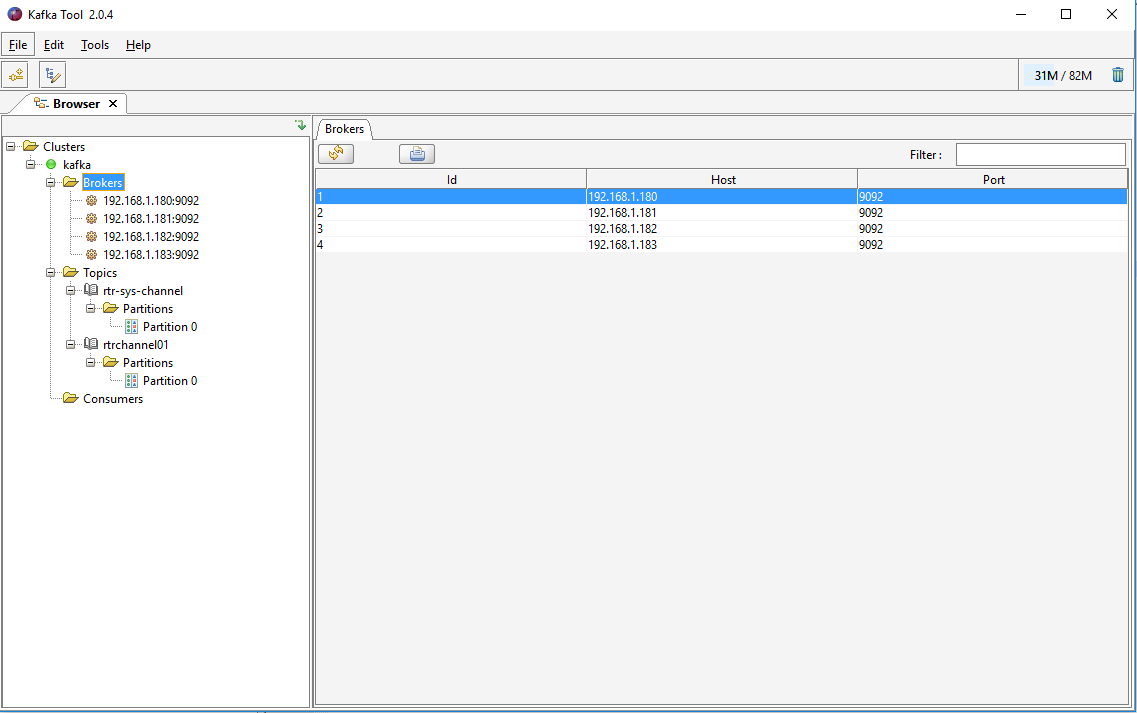 Kafka Tool 2.0.4
File Edit Tools Help
31M / 82M
Browser
Clusters
kafka
Brokers
192.168.1.180:9092
192.168.1.181:9092
192.168.1.182:9092
192.168.1.183:9092
Topics
rtr-sys-channel
Partitions
Partition 0
rtrchannel01
Partitions
Partition 0
Consumers
Brokers
Filter :
Id Host Port
1 192.168.1.180 9092
2 192.168.1.181 9092
3 192.168.1.182 9092
4 192.168.1.183 9092